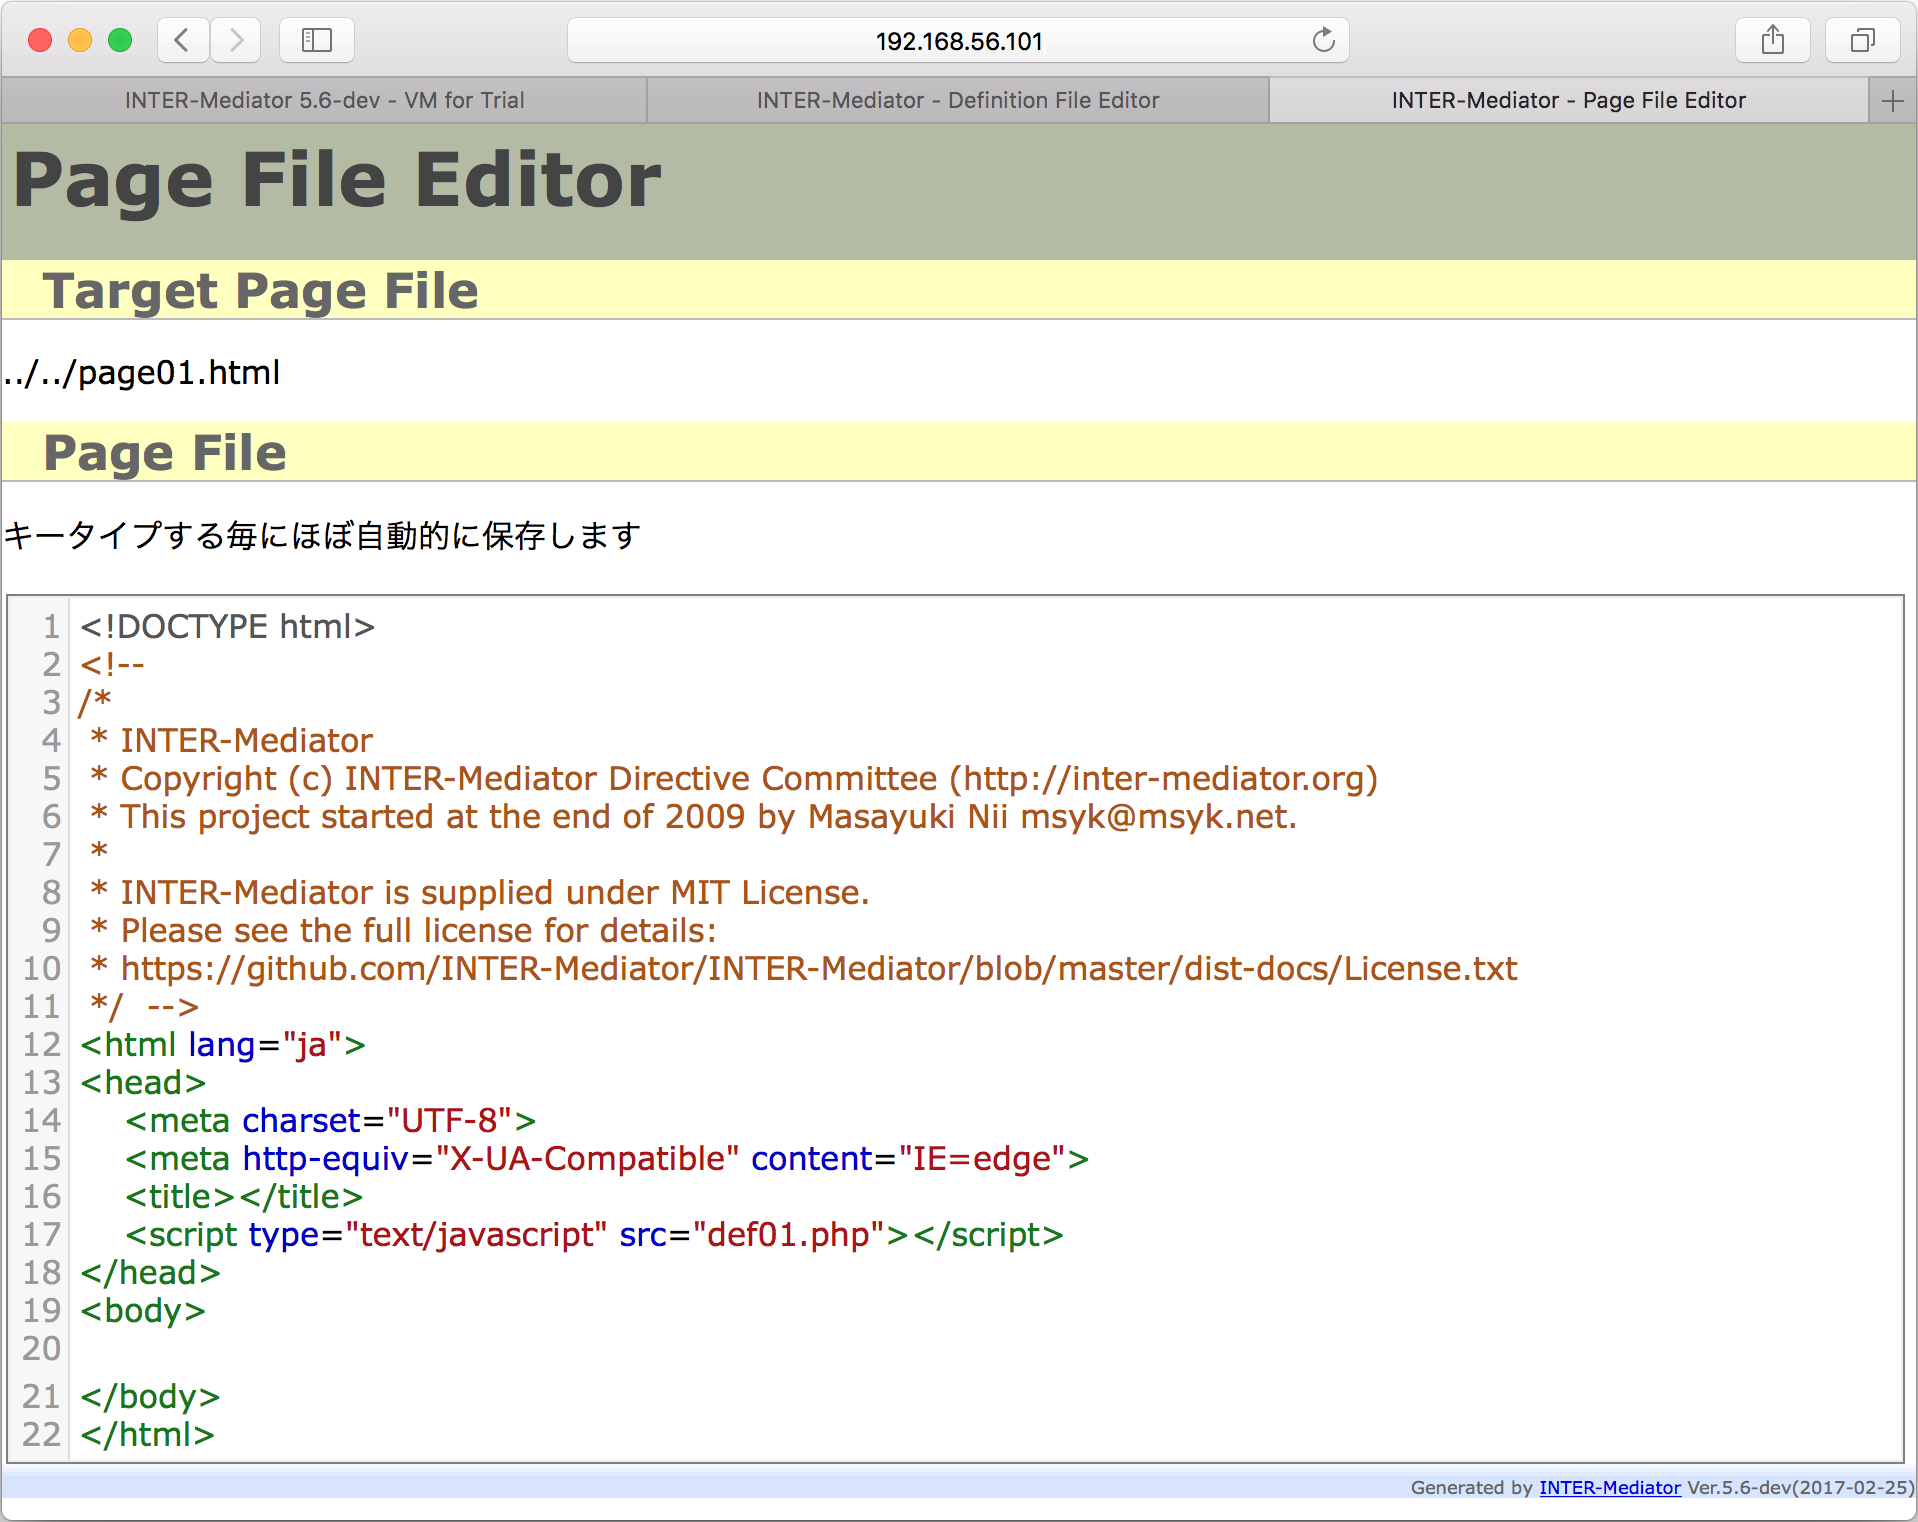 192.168.56.101
INTER-Mediator 5.6-dev - VM for Trial
INTER-Mediator - Definition File Editor
INTER-Mediator - Page File Editor
Page File Editor
Target Page File
../../page01.html
Page File
キータイプする毎にほぼ自動的に保存します
1 <!DOCTYPE html>
2 <!--
3 /*
4  * INTER-Mediator
5  * Copyright (c) INTER-Mediator Directive Committee (http://inter-mediator.org)
6  * This project started at the end of 2009 by Masayuki Nii msyk@msyk.net.
7  *
8  * INTER-Mediator is supplied under MIT License.
9  * Please see the full license for details:
10  * https://github.com/INTER-Mediator/INTER-Mediator/blob/master/dist-docs/License.txt
11  */  -->
12 <html lang="ja">
13 <head>
14     <meta charset="UTF-8">
15     <meta http-equiv="X-UA-Compatible" content="IE=edge">
16     <title></title>
17     <script type="text/javascript" src="def01.php"></script>
18 </head>
19 <body>
20
21 </body>
22 </html>
Generated by INTER-Mediator Ver.5.6-dev(2017-02-25)